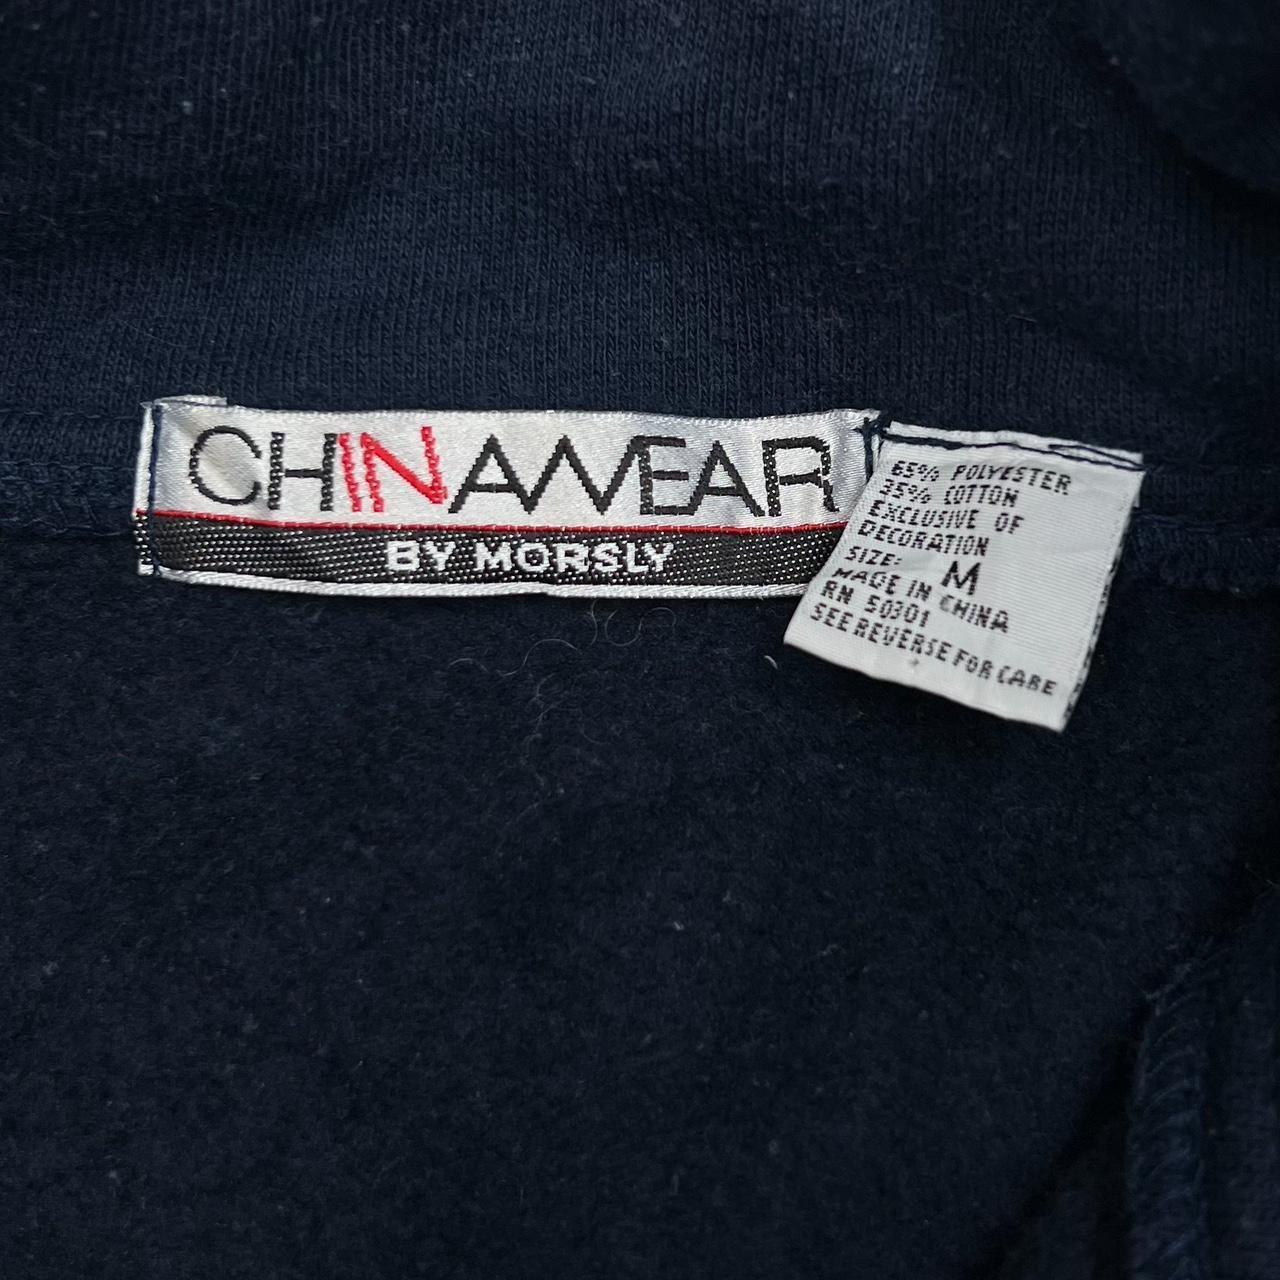 CHINAWEAR
BY MORSLY
65% POLYESTER
35% COTTON
EXCLUSIVE OF
DECORATION
SIZE: M
MADE IN CHINA
RN 50301
SEE REVERSE FOR CARE